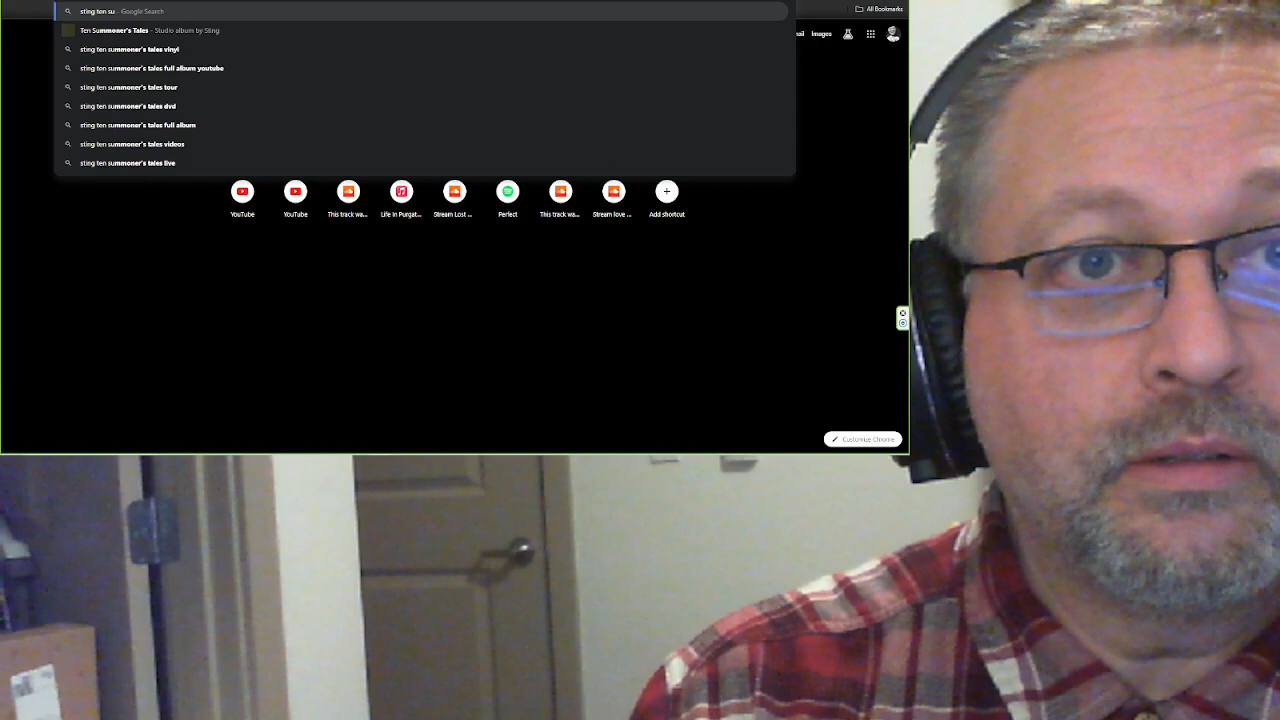 sting ten su - Google Search
All Bookmarks
Ten Summoner's Tales - Studio album by Sting
Images
sting ten summoner's tales vinyl
sting ten summoner's tales full album youtube
sting ten summoner's tales tour
sting ten summoner's tales dvd
sting ten summoner's tales full album
sting ten summoner's tales videos
sting ten summoner's tales live
YouTube
YouTube
This track wa...
Life In Purgat...
Stream Lost ...
Perfect
This track wa...
Stream love ...
Add shortcut
Customize Chrome